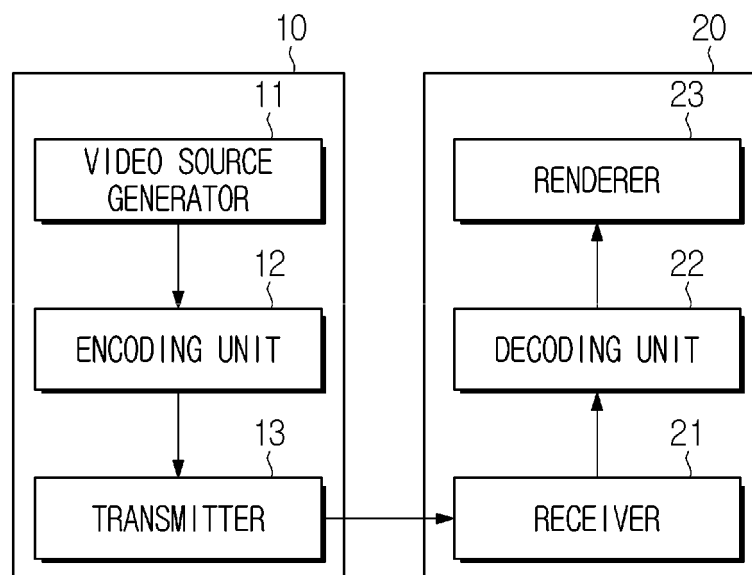 10
11
VIDEO SOURCE
GENERATOR
12
ENCODING UNIT
13
TRANSMITTER
20
23
RENDERER
22
DECODING UNIT
21
RECEIVER